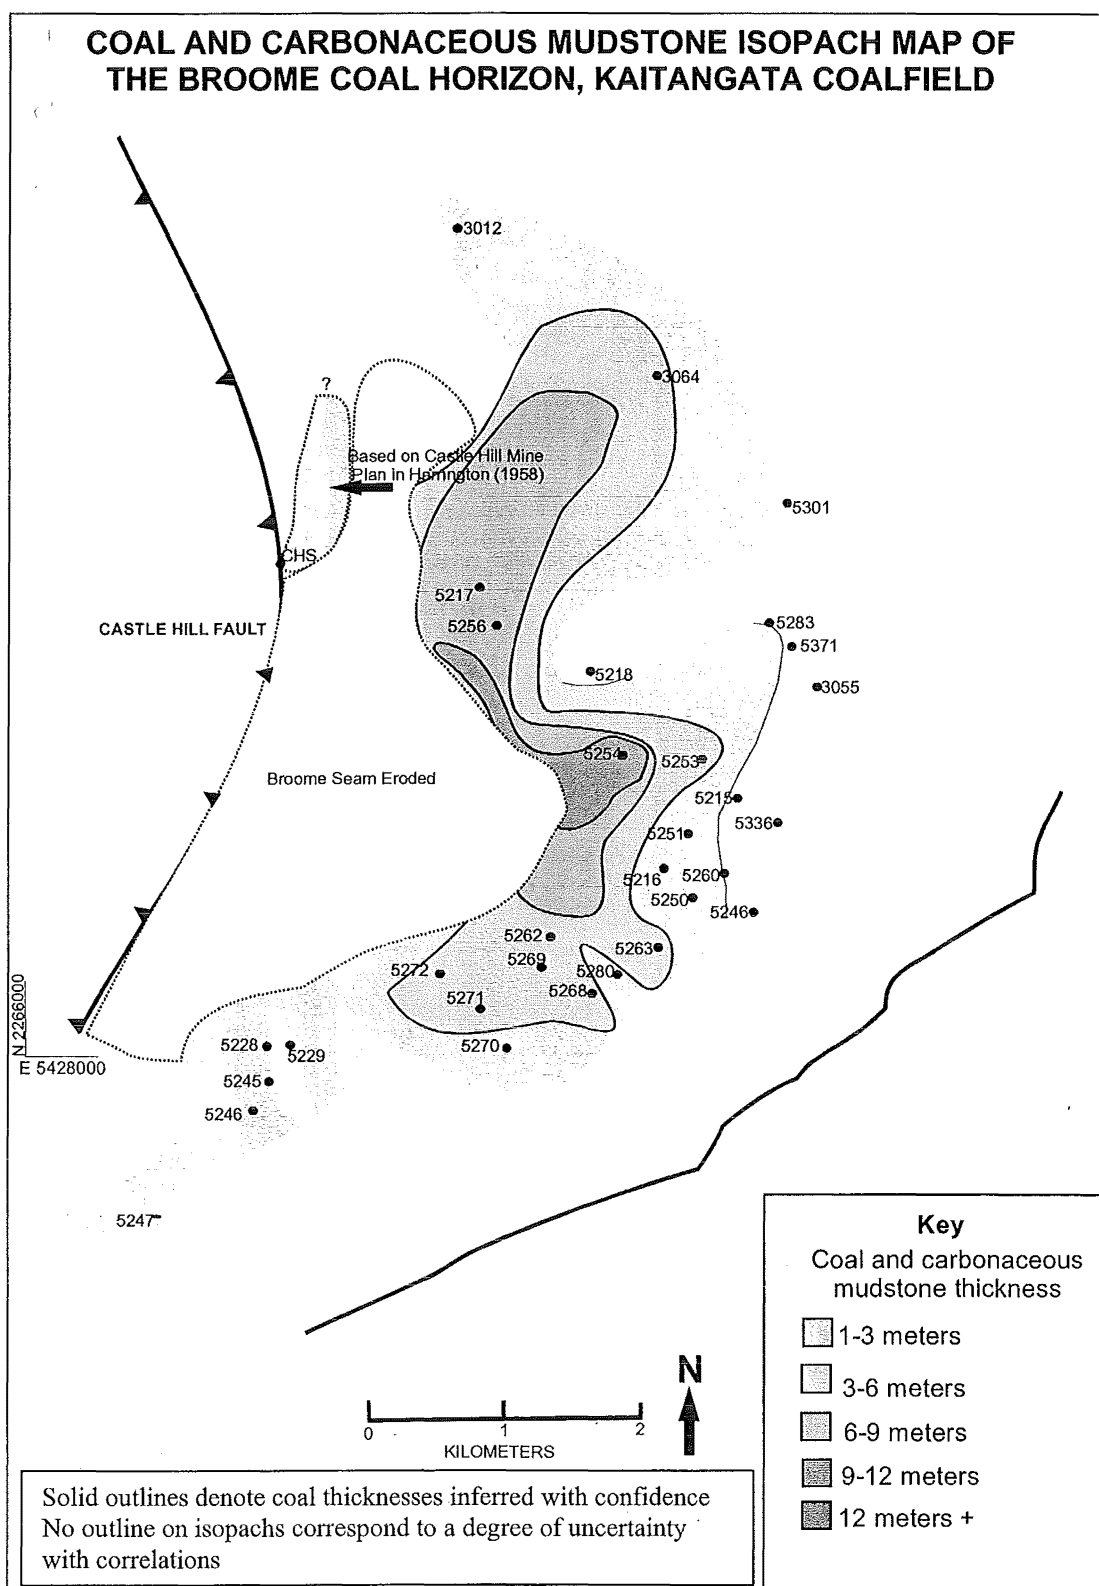 COAL AND CARBONACEOUS MUDSTONE ISOPACH MAP OF
THE BROOME COAL HORIZON, KAITANGATA COALFIELD
3012
3064
?
Based on Castle Hill Mine
Plan in Harrington (1958)
5301
CHS
5217
5256
5283
5371
CASTLE HILL FAULT
5218
3055
5254
5253
Broome Seam Eroded
5215
5336
5251
5216
5260
5250
5246
5262
5263
5269
5272
5280
5268
5271
N 2266000
E 5428000
5228
5229
5270
5245
5246
5247
Key
Coal and carbonaceous
mudstone thickness
1-3 meters
3-6 meters
6-9 meters
9-12 meters
12 meters +
N
0 1 2
KILOMETERS
Solid outlines denote coal thicknesses inferred with confidence
No outline on isopachs correspond to a degree of uncertainty
with correlations